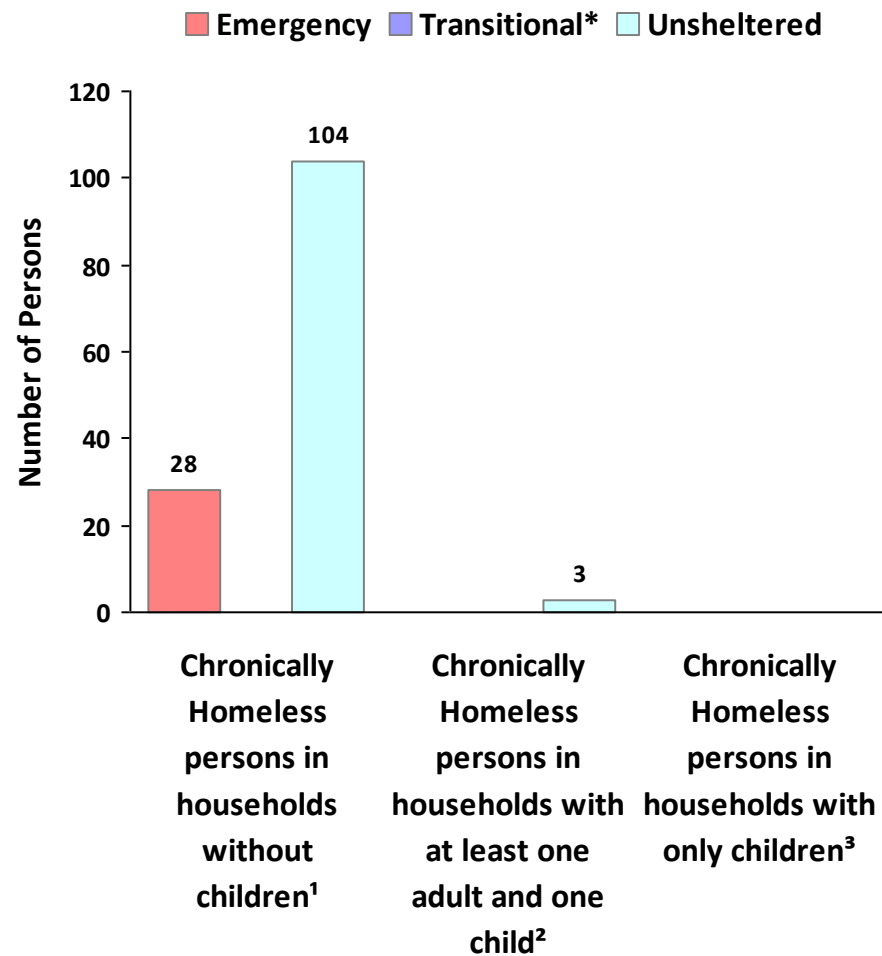 Emergency Transitional* Unsheltered
Number of Persons
120
100
80
60
40
20
0
28
104
3
Chronically
Homeless
persons in
households
without
children¹
Chronically
Homeless
persons in
households with
at least one
adult and one
child²
Chronically
Homeless
persons in
households with
only children³